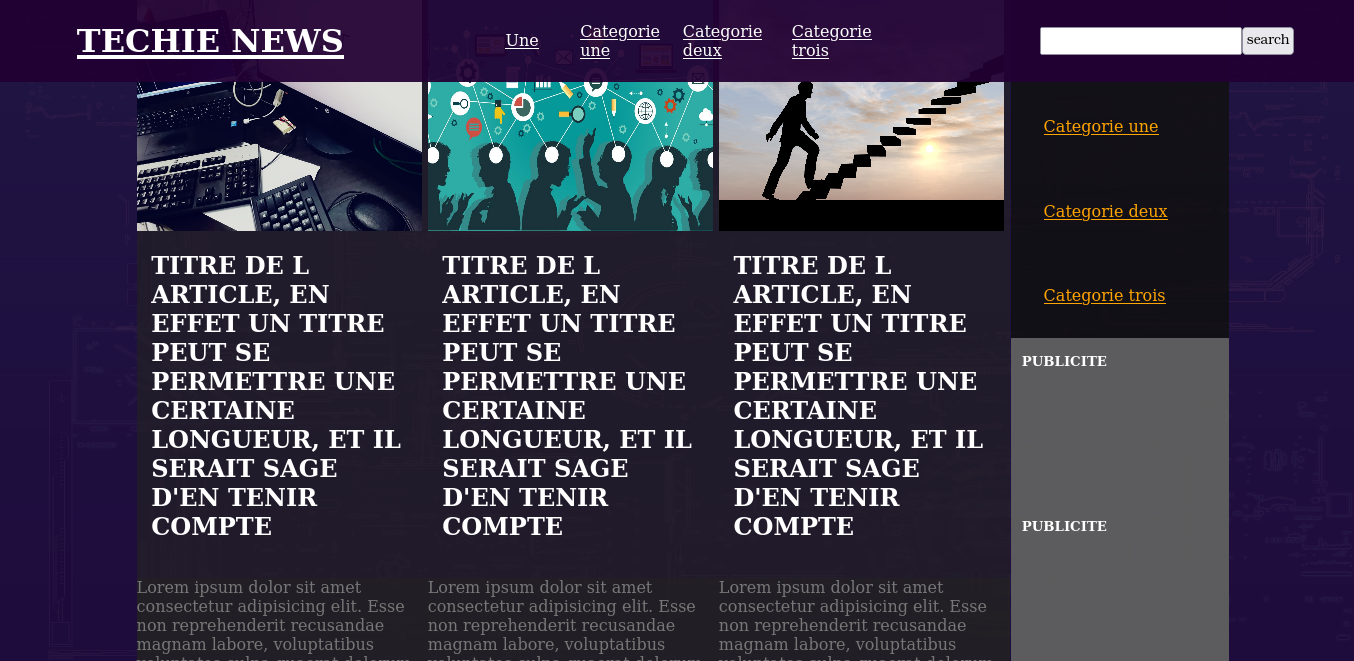 TECHIE NEWS
Une
Categorie
une
Categorie
deux
Categorie
trois
search
Categorie une
Categorie deux
Categorie trois
PUBLICITE
PUBLICITE
TITRE DE L
ARTICLE, EN
EFFET UN TITRE
PEUT SE
PERMETTRE UNE
CERTAINE
LONGUEUR, ET IL
SERAIT SAGE
D'EN TENIR
COMPTE
Lorem ipsum dolor sit amet
consectetur adipisicing elit. Esse
non reprehenderit recusandae
magnam labore, voluptatibus
TITRE DE L
ARTICLE, EN
EFFET UN TITRE
PEUT SE
PERMETTRE UNE
CERTAINE
LONGUEUR, ET IL
SERAIT SAGE
D'EN TENIR
COMPTE
Lorem ipsum dolor sit amet
consectetur adipisicing elit. Esse
non reprehenderit recusandae
magnam labore, voluptatibus
TITRE DE L
ARTICLE, EN
EFFET UN TITRE
PEUT SE
PERMETTRE UNE
CERTAINE
LONGUEUR, ET IL
SERAIT SAGE
D'EN TENIR
COMPTE
Lorem ipsum dolor sit amet
consectetur adipisicing elit. Esse
non reprehenderit recusandae
magnam labore, voluptatibus